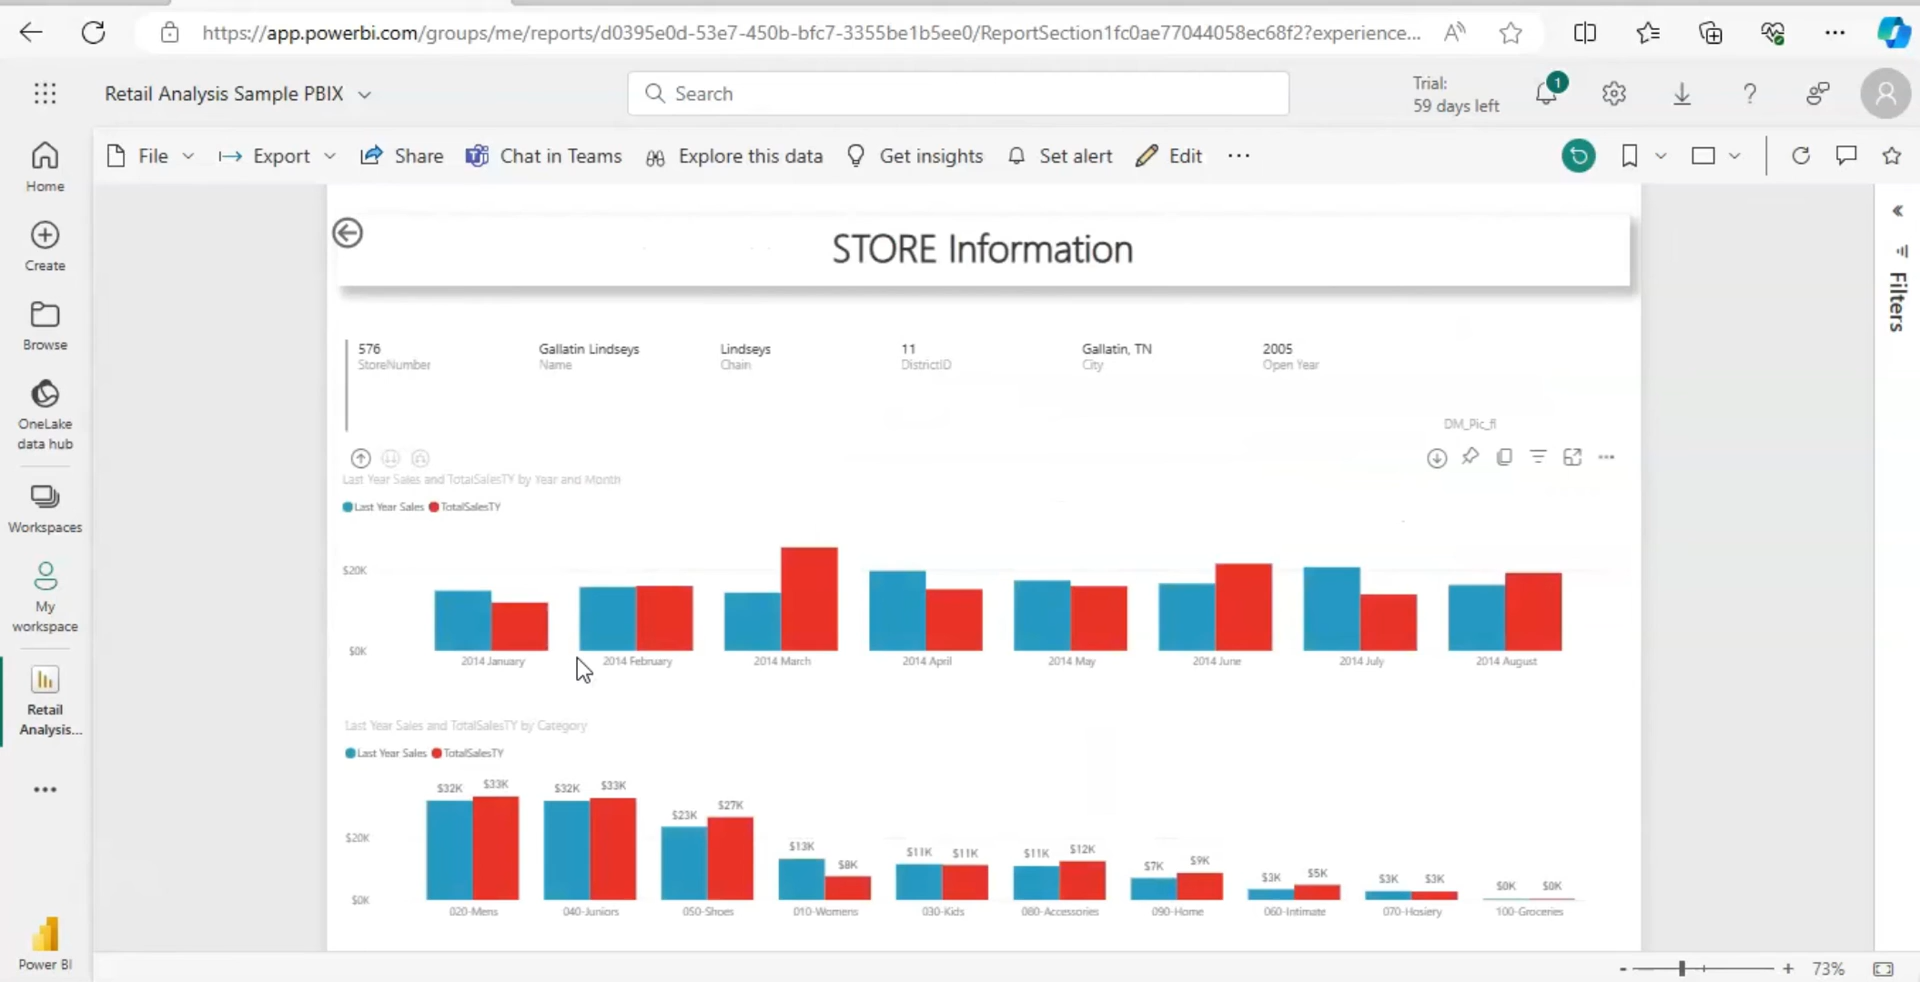 https://app.powerbi.com/groups/me/reports/d0395e0d-53e7-450b-bfc7-3355be1b5ee0/ReportSection1fc0ae77044058ec68f2?experience...
Retail Analysis Sample PBIX
Search
Trial:
59 days left
1
File
Export
Share
Chat in Teams
Explore this data
Get insights
Set alert
Edit
Home
Create
Browse
OneLake
data hub
Workspaces
My
workspace
Retail
Analysis...
Power BI
Filters
STORE Information
576
StoreNumber
Gallatin Lindseys
Name
Lindseys
Chain
11
DistrictID
Gallatin, TN
City
2005
Open Year
DM_Pic_fl
Last Year Sales and TotalSalesTY by Year and Month
Last Year Sales TotalSalesTY
$20K
$0K
2014 January
2014 February
2014 March
2014 April
2014 May
2014 June
2014 July
2014 August
Last Year Sales and TotalSalesTY by Category
Last Year Sales TotalSalesTY
$32K $33K
$32K $33K
$23K $27K
$13K $8K
$11K $11K
$11K $12K
$7K $9K
$3K $5K
$3K $3K
$0K $0K
$20K
$0K
020-Mens
040-Juniors
050-Shoes
010-Womens
030-Kids
080-Accessories
090-Home
060-Intimate
070-Hosiery
100-Groceries
73%